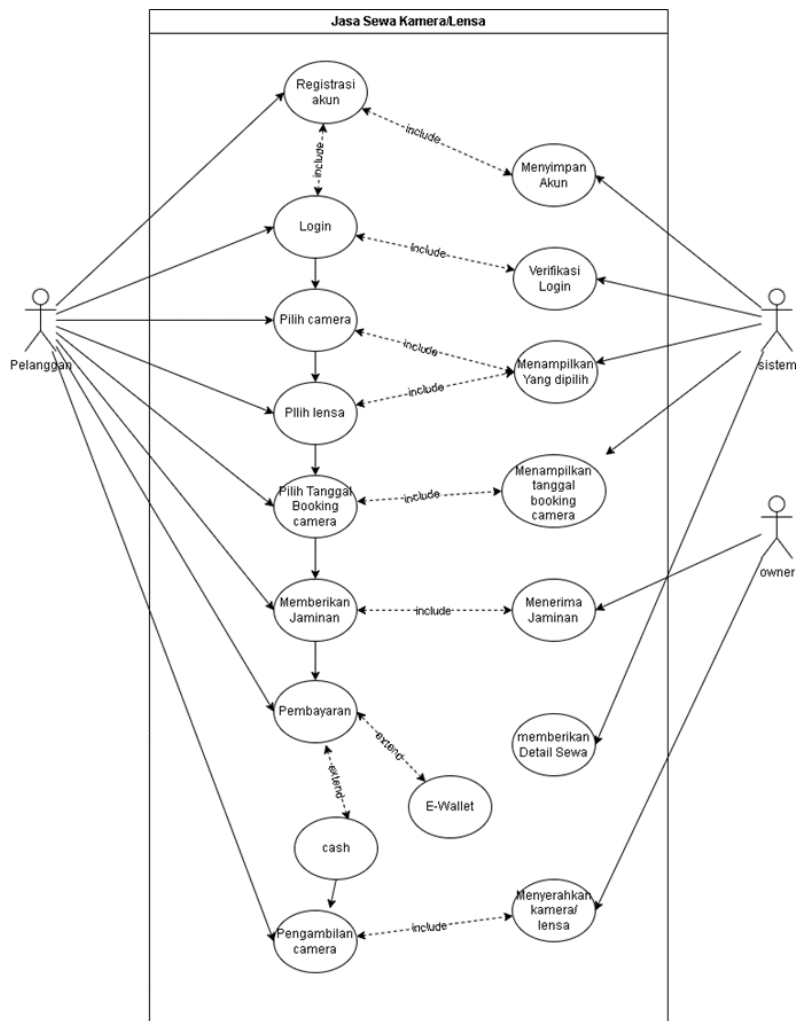 Jasa Sewa Kamera/Lensa
Registrasi
akun
include
include
Menyimpan
Akun
Login
include
Verifikasi
Login
Pelanggan
sistem
Pilih camera
include
Menampilkan
Yang dipilih
include
PIlih lensa
Pilih Tanggal
Booking
camera
include
Menampilkan
tanggal
booking
camera
owner
Memberikan
Jaminan
include
Menerima
Jaminan
Pembayaran
extend
extend
memberikan
Detail Sewa
E-Wallet
cash
Pengambilan
camera
include
Menyerahkan
kamera/
lensa